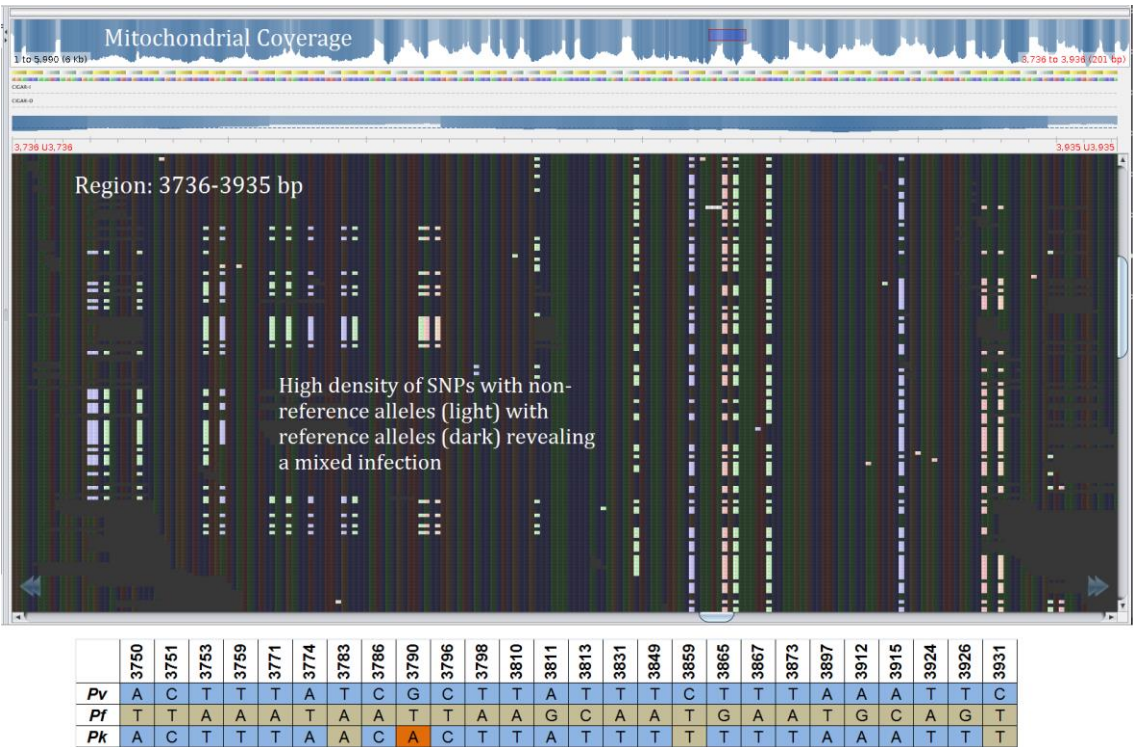 Mitochondrial Coverage
1 to 5.990 (6 Kb)
3.736 to 3.936 (201 bp)
CIGAR-I
CIGAR-D
3,736 U3,736
3,935 U3,935
Region: 3736-3935 bp
High density of SNPs with non-
reference alleles (light) with
reference alleles (dark) revealing
a mixed infection
3750 3751 3753 3759 3771 3774 3783 3786 3790 3796 3798 3810 3811 3813 3831 3849 3859 3865 3867 3873 3897 3912 3915 3924 3926 3931
Pv A C T T T A T C G C T T A T T T C T T T A A A T T C
Pf T T A A A T A A T T A A G C A A T G A A T G C A G T
Pk A C T T T A A C A C T T A T T T T T T T A A A T T T